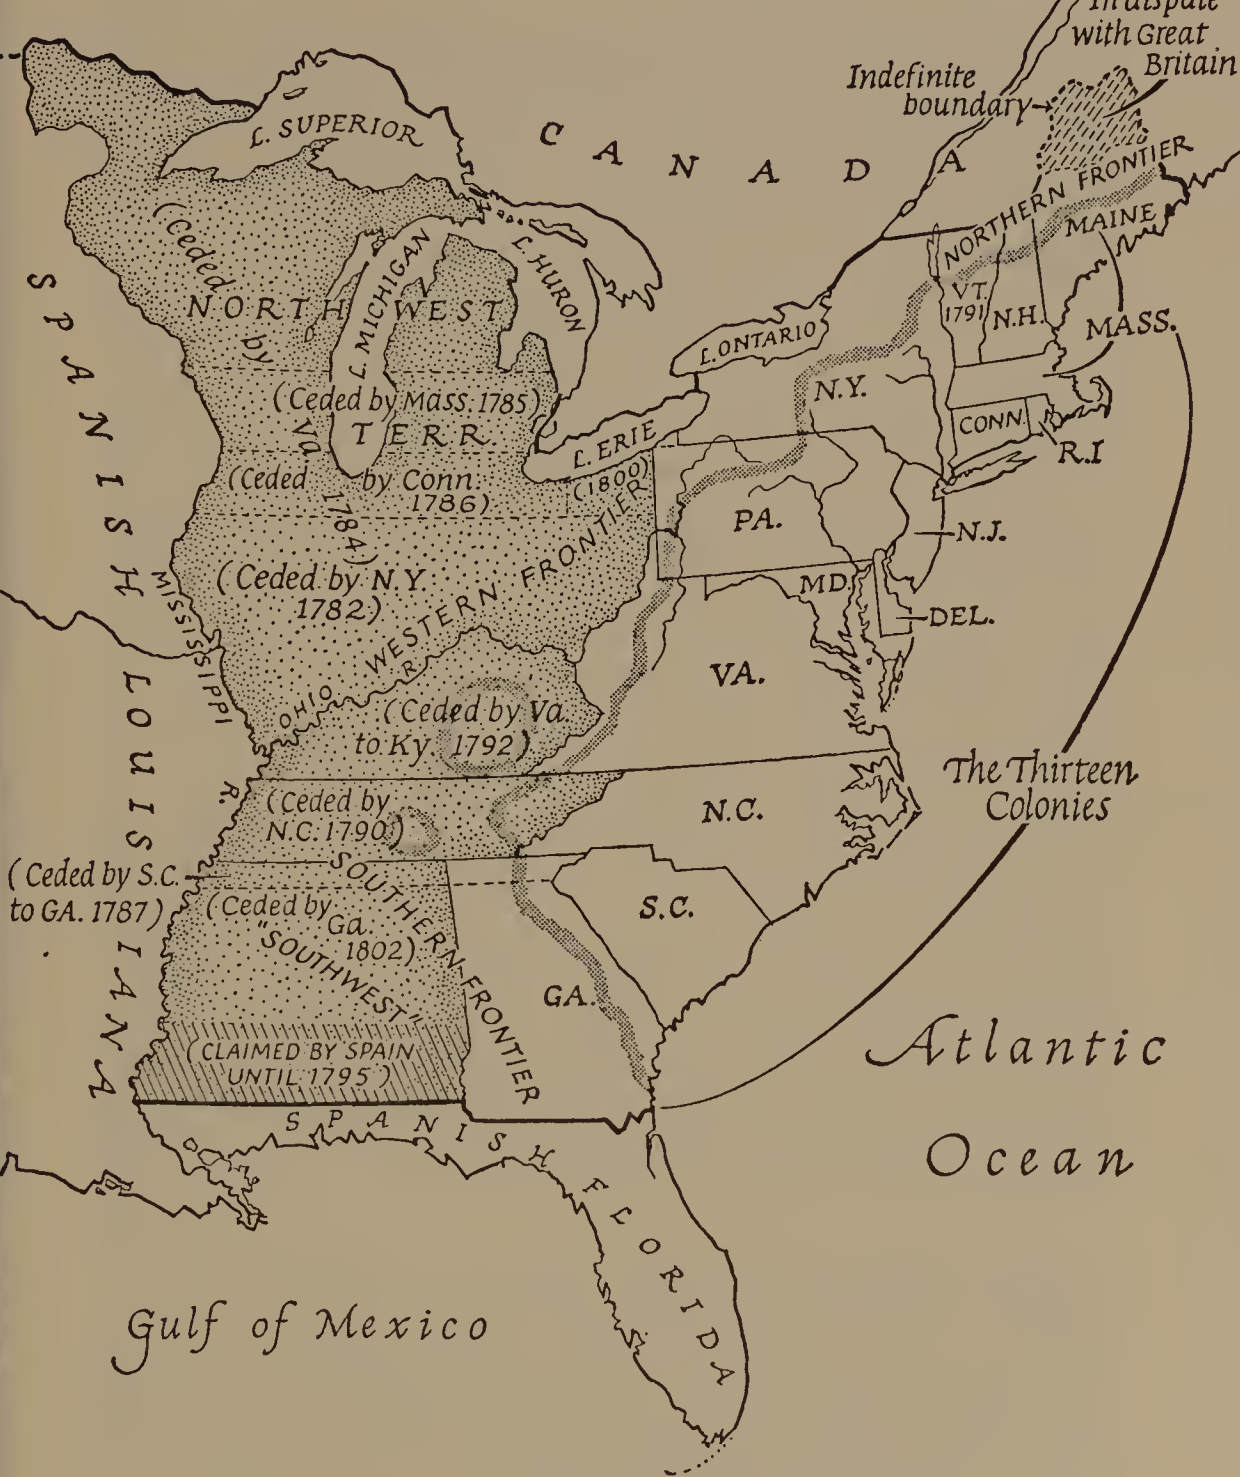 In dispute
with Great
Britain
Indefinite
boundary
CANADA
L. SUPERIOR
NORTHERN FRONTIER
MAINE
(Ceded
by
Va
1784)
NORTHWEST
TERR.
L. MICHIGAN
L. HURON
L. ONTARIO
L. ERIE
VT.
1791
N.H.
MASS.
N.Y.
CONN.
R.I
(Ceded by Mass. 1785)
(Ceded by Conn.
1786)
(1800)
SPANISH LOUISIANA
PA.
N.J.
MD.
DEL.
(Ceded by N.Y.
1782)
WESTERN FRONTIER
MISSISSIPPI
R.
OHIO R.
VA.
(Ceded by Va.
to Ky. 1792)
The Thirteen
Colonies
(Ceded by
N.C. 1790)
N.C.
(Ceded by S.C.
to GA. 1787)
SOUTHERN FRONTIER
(Ceded by
Ga.
1802)
"SOUTHWEST"
S.C.
GA.
(CLAIMED BY SPAIN
UNTIL 1795)
Atlantic
Ocean
SPANISH FLORIDA
Gulf of Mexico